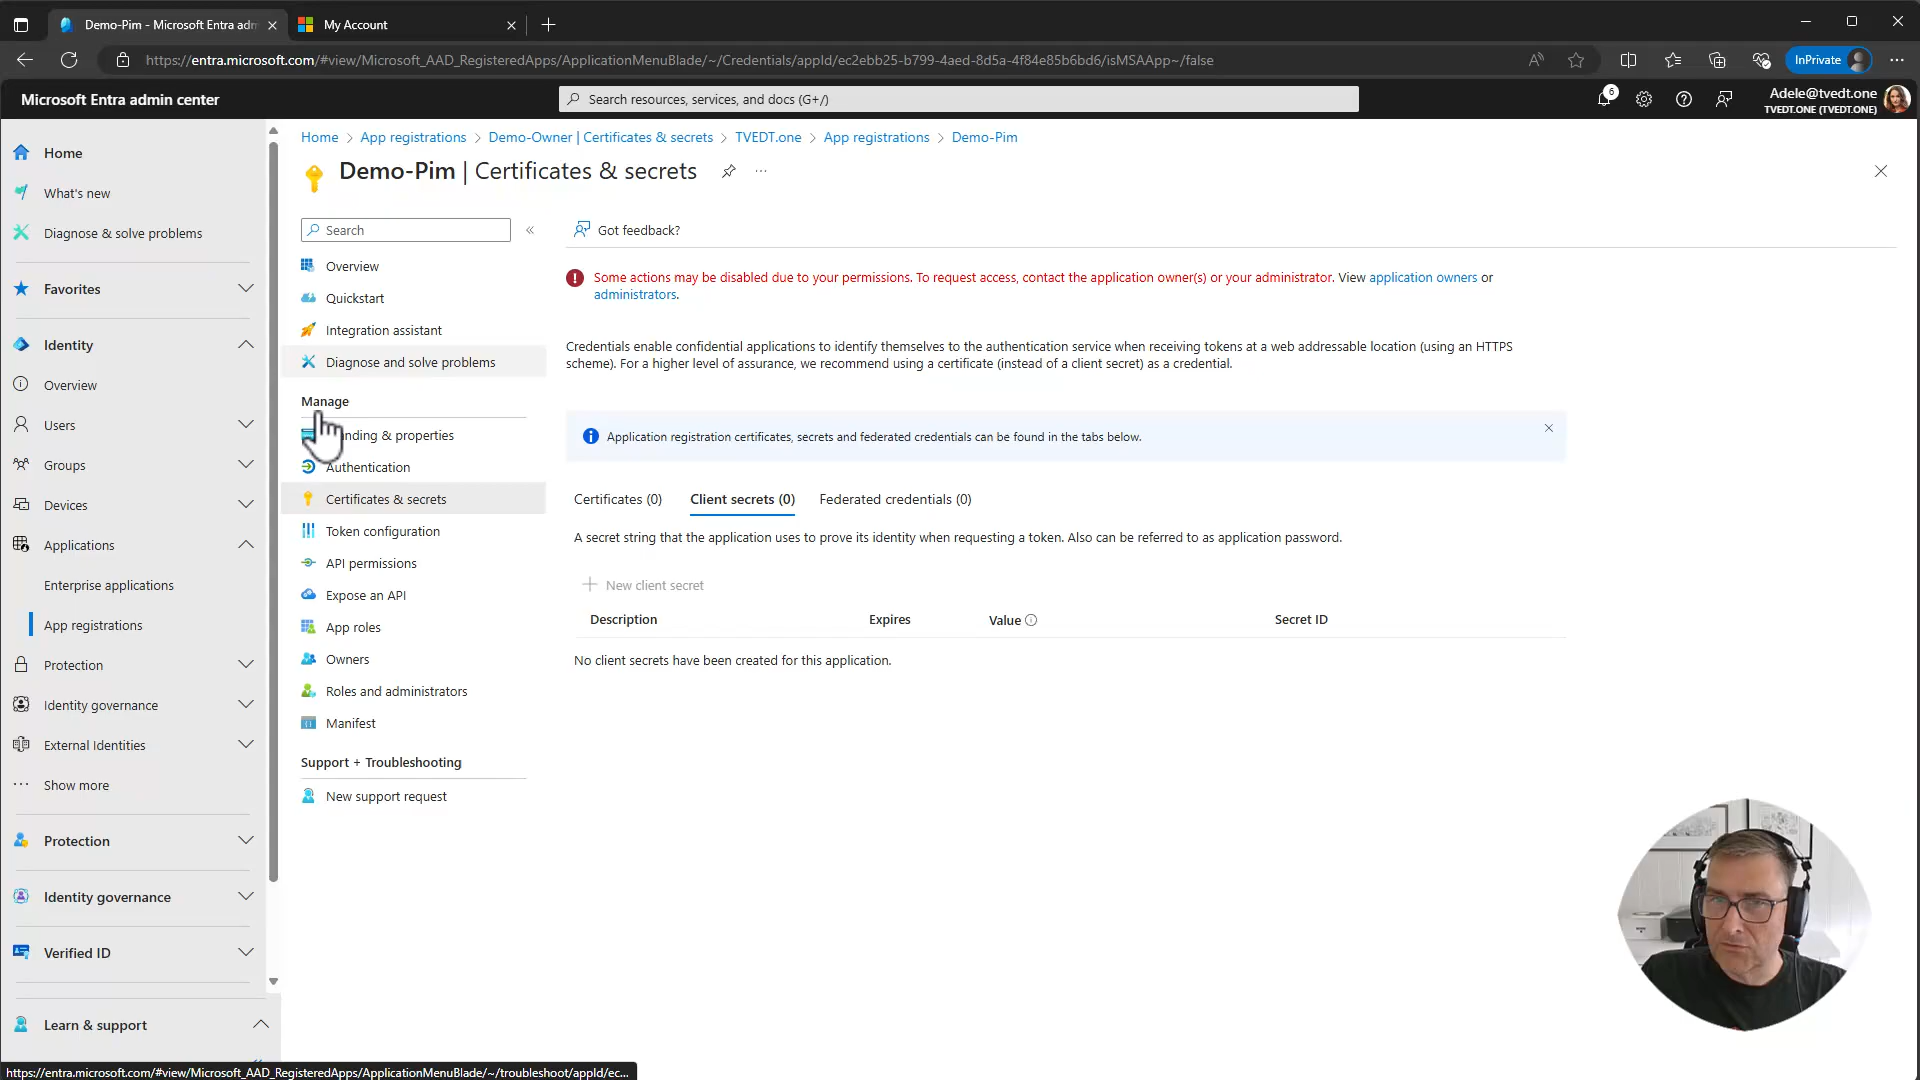 Demo-Pim - Microsoft Entra adm
My Account
https://entra.microsoft.com/#view/Microsoft_AAD_RegisteredApps/ApplicationMenuBlade/~/Credentials/appId/ec2ebb25-b799-4aed-8d5a-4f84e85b6bd6/isMSAApp~/false
InPrivate
Microsoft Entra admin center
Search resources, services, and docs (G+/)
6
Adele@tvedt.one
TVEDT.ONE (TVEDT.ONE)
Home
What's new
Diagnose & solve problems
Favorites
Identity
Overview
Users
Groups
Devices
Applications
Enterprise applications
App registrations
Protection
Identity governance
External Identities
Show more
Protection
Identity governance
Verified ID
Learn & support
Home > App registrations > Demo-Owner | Certificates & secrets > TVEDT.one > App registrations > Demo-Pim
Demo-Pim | Certificates & secrets
Search
Overview
Quickstart
Integration assistant
Diagnose and solve problems
Manage
nding & properties
Authentication
Certificates & secrets
Token configuration
API permissions
Expose an API
App roles
Owners
Roles and administrators
Manifest
Support + Troubleshooting
New support request
Got feedback?
Some actions may be disabled due to your permissions. To request access, contact the application owner(s) or your administrator. View application owners or
administrators.
Credentials enable confidential applications to identify themselves to the authentication service when receiving tokens at a web addressable location (using an HTTPS
scheme). For a higher level of assurance, we recommend using a certificate (instead of a client secret) as a credential.
Application registration certificates, secrets and federated credentials can be found in the tabs below.
Certificates (0) Client secrets (0) Federated credentials (0)
A secret string that the application uses to prove its identity when requesting a token. Also can be referred to as application password.
New client secret
Description Expires Value Secret ID
No client secrets have been created for this application.
https://entra.microsoft.com/#view/Microsoft_AAD_RegisteredApps/ApplicationMenuBlade/~/troubleshoot/appId/ec...